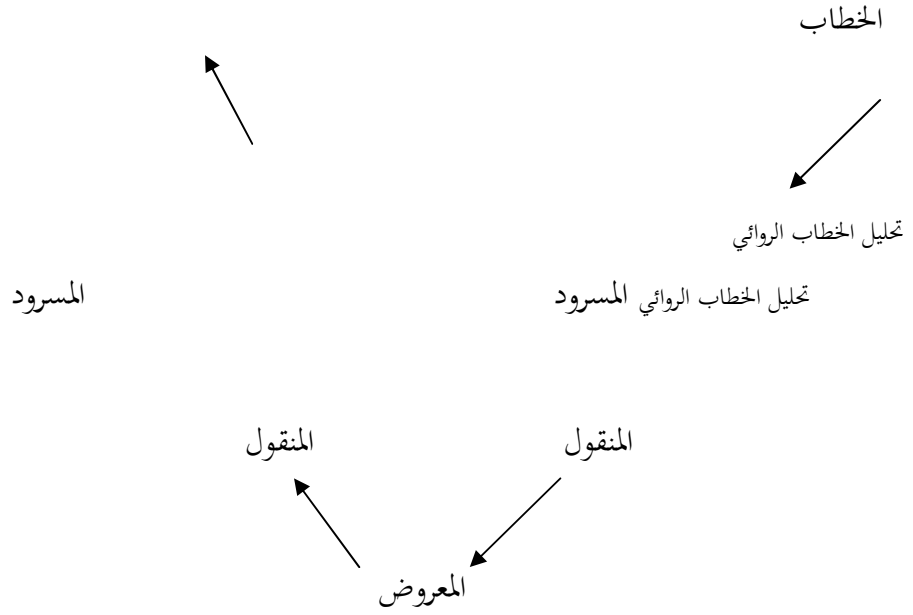 الخطاب
تحليل الخطاب الروائي
تحليل الخطاب الروائي المسرود المسرود
المنقول المنقول
المعروض